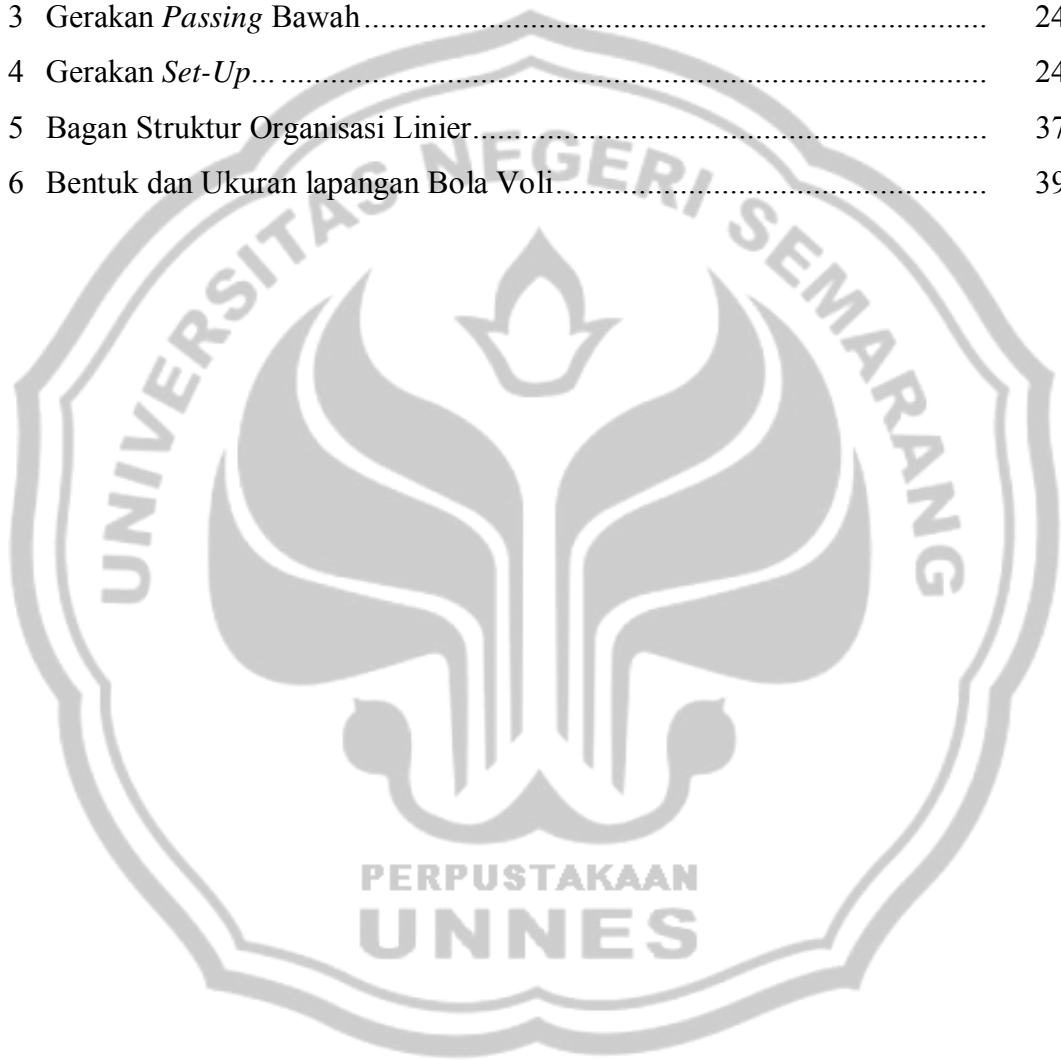 3 Gerakan Passing Bawah........................................................................ 24
4 Gerakan Set-Up... ................................................................................. 24
5 Bagan Struktur Organisasi Linier.......................................................... 37
6 Bentuk dan Ukuran lapangan Bola Voli................................................ 39
UNIVERSITAS NEGERI SEMARANG
PERPUSTAKAAN
UNNES